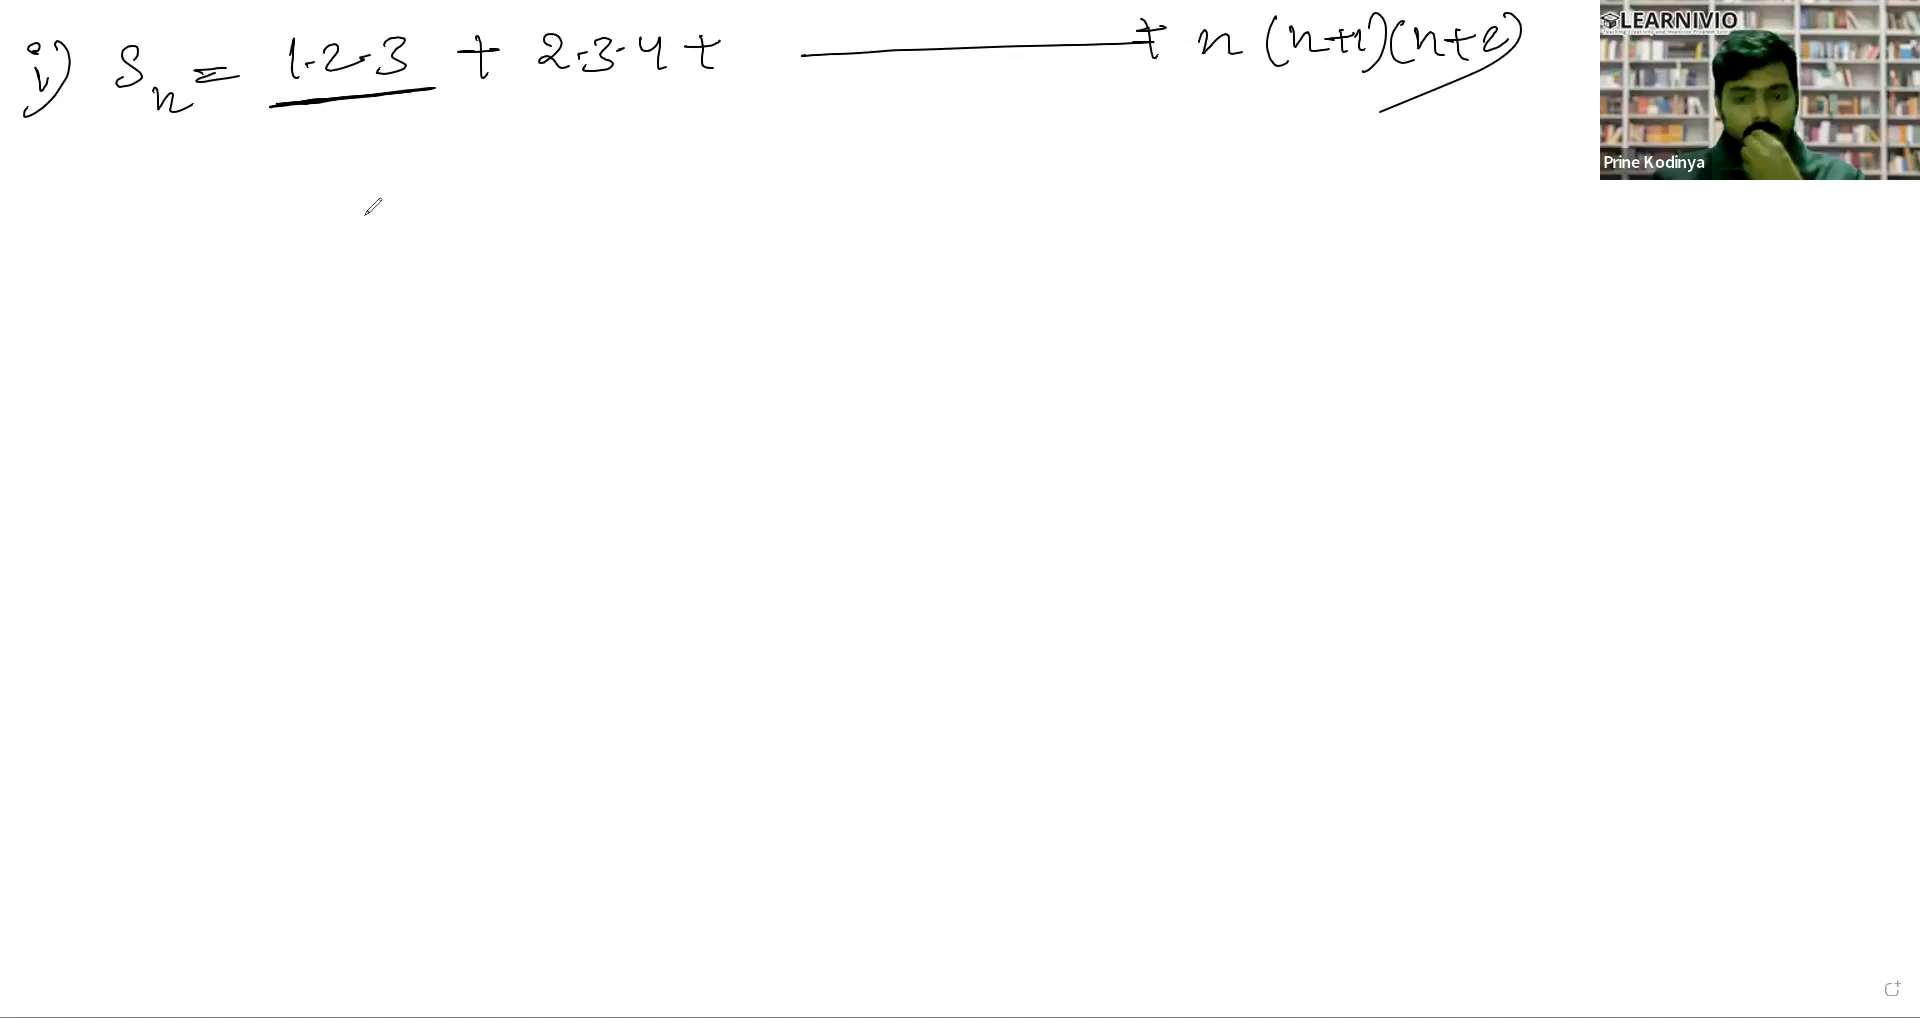 i) Sn = 1·2·3 + 2·3·4 + ———— + n (n+1)(n+2)
LEARNIVIO
Prine Kodinya